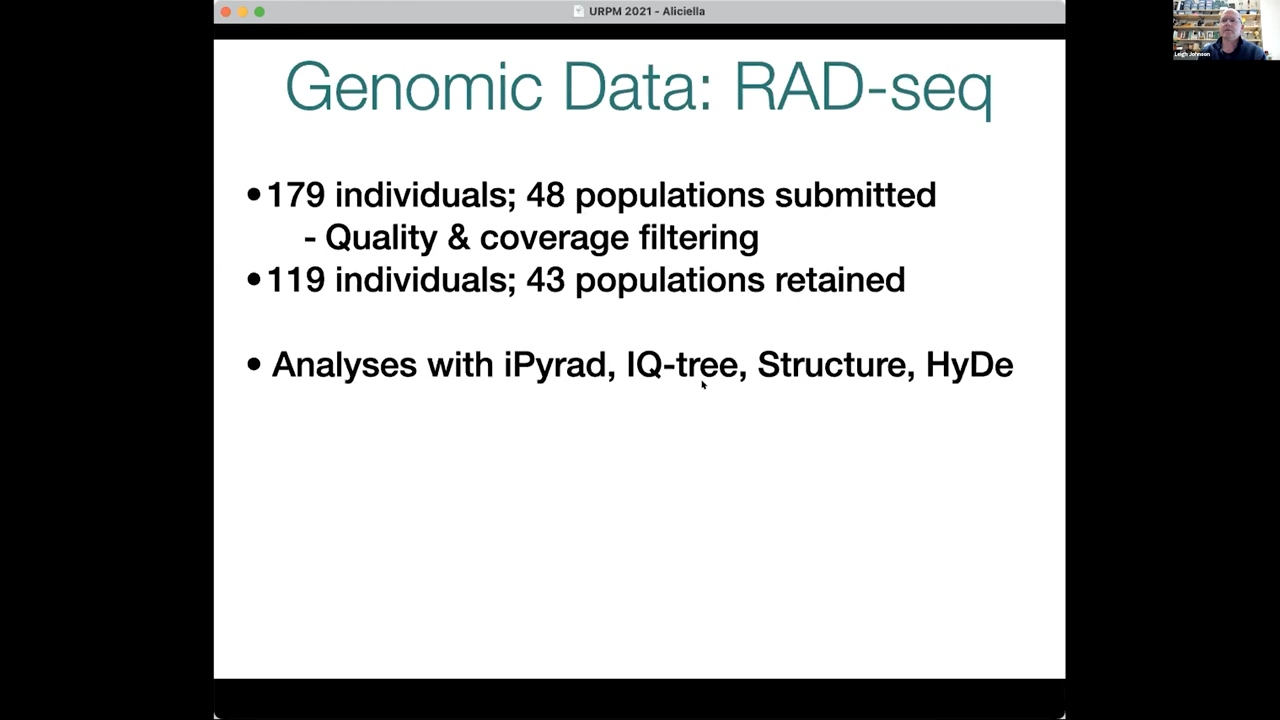 URPM 2021 - Aliciella
Leigh Johnson
Genomic Data: RAD-seq
•179 individuals; 48 populations submitted
- Quality & coverage filtering
•119 individuals; 43 populations retained
• Analyses with iPyrad, IQ-tree, Structure, HyDe